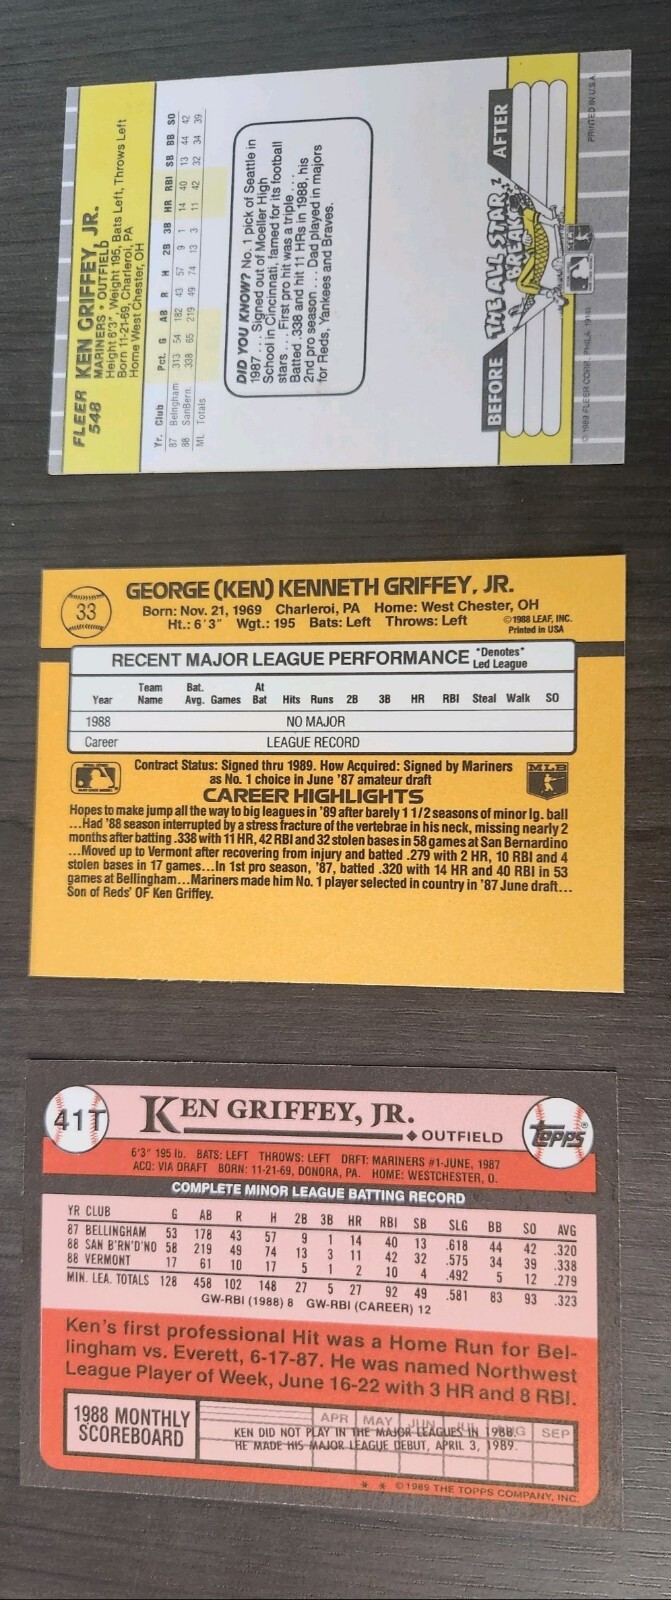 FLEER KEN GRIFFEY, JR.
548 MARINERS • OUTFIELD
Height 6'3", Weight 195, Bats Left, Throws Left
Born 11-21-69, Charleroi, PA
Home West Chester, OH
Yr. Club Pct. G AB R H 2B 3B HR RBI SB BB SO
87 Belngham 313 54 182 43 57 9 1 14 40 13 44 42
88 SanBern. 338 65 219 49 74 13 3 11 42 32 34 39
ML Totals
DID YOU KNOW? No. 1 pick of Seattle in
1987 . . . . Signed out of Moeller High
School in Cincinnati, famed for its football
stars . . . . First pro hit was a triple . . . .
Batted .338 and hit 11 HRs in 1988, his
2nd pro season . . . . Dad played in majors
for Reds, Yankees and Braves.
BEFORE THE ALL STAR BREAK AFTER
MLB
© 1989 FLEER CORP., PHILA. 19141 PRINTED IN U.S.A.
33
GEORGE (KEN) KENNETH GRIFFEY, JR.
Born: Nov. 21, 1969 Charleroi, PA Home: West Chester, OH
Ht.: 6'3" Wgt.: 195 Bats: Left Throws: Left
©1988 LEAF, INC.
Printed in USA
RECENT MAJOR LEAGUE PERFORMANCE *Denotes* Led League
Year Team Name Bat. Avg. Games At Bat Hits Runs 2B 3B HR RBI Steal Walk SO
1988 NO MAJOR
Career LEAGUE RECORD
Contract Status: Signed thru 1989. How Acquired: Signed by Mariners
as No. 1 choice in June '87 amateur draft
MLB
CAREER HIGHLIGHTS
Hopes to make jump all the way to big leagues in '89 after barely 1 1/2 seasons of minor lg. ball
...Had '88 season interrupted by a stress fracture of the vertebrae in his neck, missing nearly 2
months after batting .338 with 11 HR, 42 RBI and 32 stolen bases in 58 games at San Bernardino
...Moved up to Vermont after recovering from injury and batted .279 with 2 HR, 10 RBI and 4
stolen bases in 17 games...In 1st pro season, '87, batted .320 with 14 HR and 40 RBI in 53
games at Bellingham...Mariners made him No. 1 player selected in country in '87 June draft...
Son of Reds' OF Ken Griffey.
41T
KEN GRIFFEY, JR.
◆ OUTFIELD
topps®
6'3" 195 lb. BATS: LEFT THROWS: LEFT DRFT: MARINERS #1-JUNE, 1987
ACQ: VIA DRAFT BORN: 11-21-69, DONORA, PA. HOME: WESTCHESTER, O.
COMPLETE MINOR LEAGUE BATTING RECORD
YR CLUB G AB R H 2B 3B HR RBI SB SLG BB SO AVG
87 BELLINGHAM 53 178 43 57 9 1 14 40 13 .618 44 42 .320
88 SAN B'RN'D'NO 58 219 49 74 13 3 11 42 32 .575 34 39 .338
88 VERMONT 17 61 10 17 5 1 2 10 4 .492 5 12 .279
MIN. LEA. TOTALS 128 458 102 148 27 5 27 92 49 .581 83 93 .323
GW-RBI (1988) 8 GW-RBI (CAREER) 12
Ken's first professional Hit was a Home Run for Bel-
lingham vs. Everett, 6-17-87. He was named Northwest
League Player of Week, June 16-22 with 3 HR and 8 RBI.
1988 MONTHLY
SCOREBOARD
APR MAY JUN JUL AUG SEP
KEN DID NOT PLAY IN THE MAJOR LEAGUES IN 1988.
HE MADE HIS MAJOR LEAGUE DEBUT, APRIL 3, 1989.
* * ©1989 THE TOPPS COMPANY, INC.